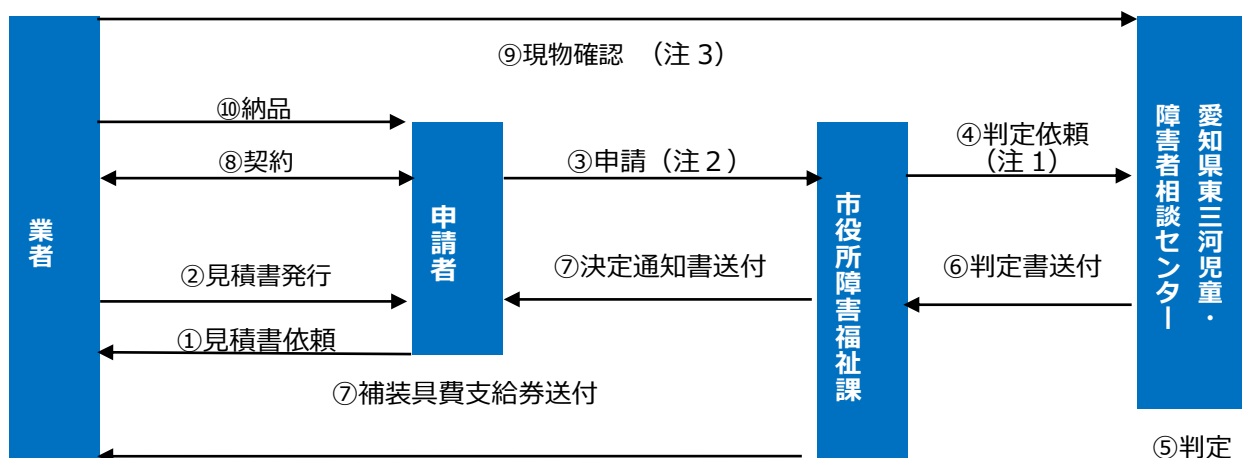 ⑨現物確認　（注３）
⑩納品
⑧契約
③申請（注２）
④判定依頼
（注１）
業者
申請者
市役所障害福祉課
愛知県東三河児童・
障害者相談センター
②見積書発行
⑦決定通知書送付
⑥判定書送付
①見積書依頼
⑦補装具費支給券送付
⑤判定